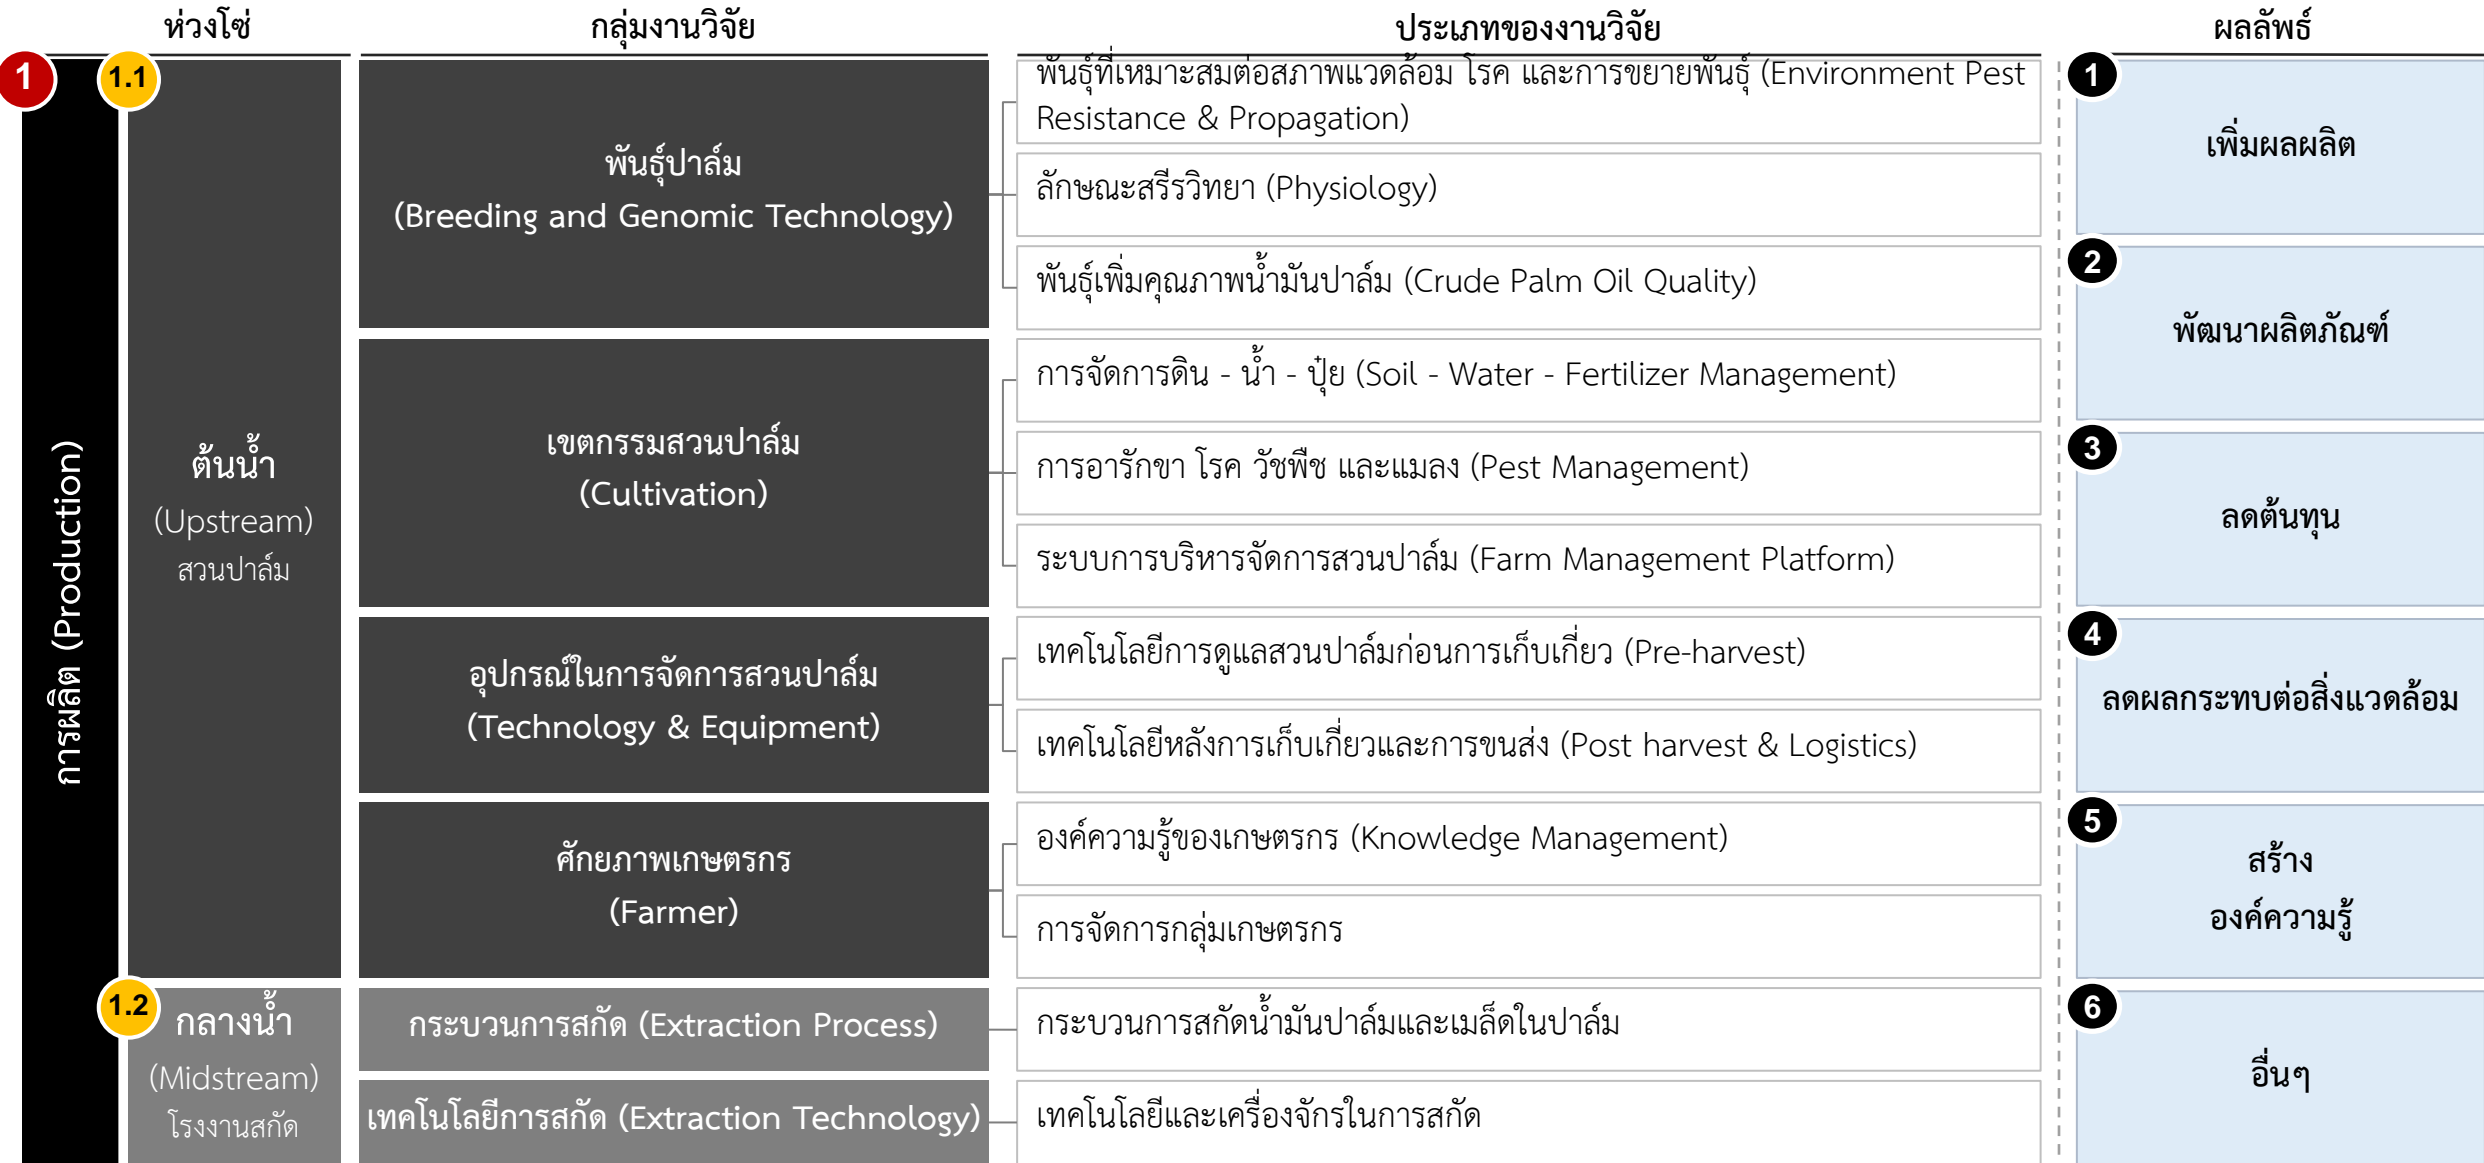 ห่วงโซ่
กลุ่มงานวิจัย
ประเภทของงานวิจัย
ผลลัพธ์
1
การผลิต (Production)
1.1
ต้นน้ำ
(Upstream)
สวนปาล์ม
พันธุ์ปาล์ม
(Breeding and Genomic Technology)
พันธุ์ที่เหมาะสมต่อสภาพแวดล้อม โรค และการขยายพันธุ์ (Environment Pest
Resistance & Propagation)
ลักษณะสรีรวิทยา (Physiology)
พันธุ์เพิ่มคุณภาพน้ำมันปาล์ม (Crude Palm Oil Quality)
เขตกรรมสวนปาล์ม
(Cultivation)
การจัดการดิน - น้ำ - ปุ๋ย (Soil - Water - Fertilizer Management)
การอารักขา โรค วัชพืช และแมลง (Pest Management)
ระบบการบริหารจัดการสวนปาล์ม (Farm Management Platform)
อุปกรณ์ในการจัดการสวนปาล์ม
(Technology & Equipment)
เทคโนโลยีการดูแลสวนปาล์มก่อนการเก็บเกี่ยว (Pre-harvest)
เทคโนโลยีหลังการเก็บเกี่ยวและการขนส่ง (Post harvest & Logistics)
ศักยภาพเกษตรกร
(Farmer)
องค์ความรู้ของเกษตรกร (Knowledge Management)
การจัดการกลุ่มเกษตรกร
1.2
กลางน้ำ
(Midstream)
โรงงานสกัด
กระบวนการสกัด (Extraction Process)
กระบวนการสกัดน้ำมันปาล์มและเมล็ดในปาล์ม
เทคโนโลยีการสกัด (Extraction Technology)
เทคโนโลยีและเครื่องจักรในการสกัด
1
เพิ่มผลผลิต
2
พัฒนาผลิตภัณฑ์
3
ลดต้นทุน
4
ลดผลกระทบต่อสิ่งแวดล้อม
5
สร้าง
องค์ความรู้
6
อื่นๆ